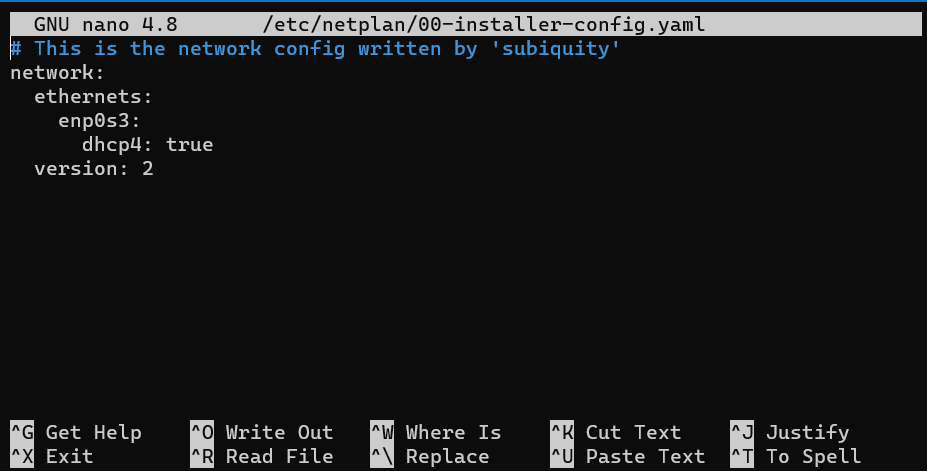 GNU nano 4.8       /etc/netplan/00-installer-config.yaml
# This is the network config written by 'subiquity'
network:
  ethernets:
    enp0s3:
      dhcp4: true
  version: 2
^G Get Help    ^O Write Out   ^W Where Is    ^K Cut Text    ^J Justify
^X Exit        ^R Read File   ^\ Replace     ^U Paste Text  ^T To Spell